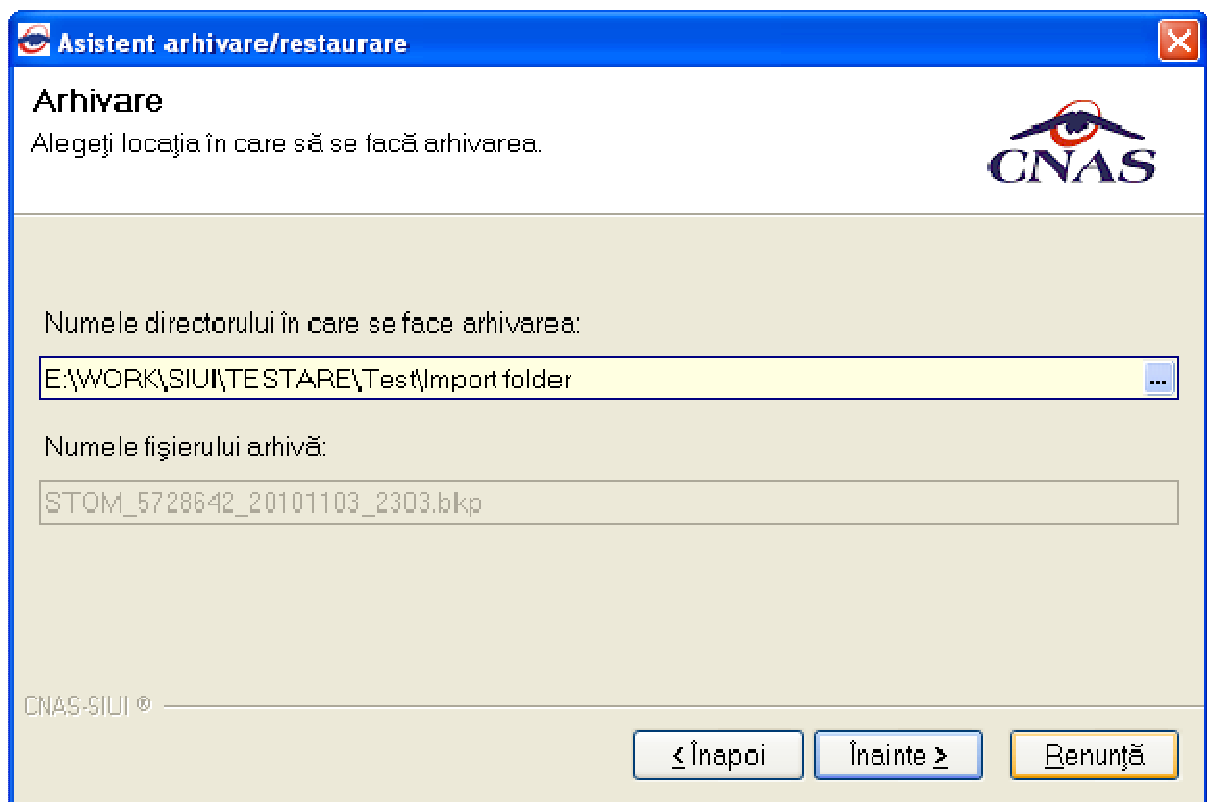 Asistent arhivare/restaurare
Arhivare
Alegeţi locaţia în care să se facă arhivarea.
CNAS
Numele directorului în care se face arhivarea:
E:\WORK\SIUI\TESTARE\Test\Import folder
...
Numele fişierului arhivă:
STOM_5728642_20101103_2303.bkp
CNAS-SIUI ®
< Înapoi
Înainte >
Renunţă